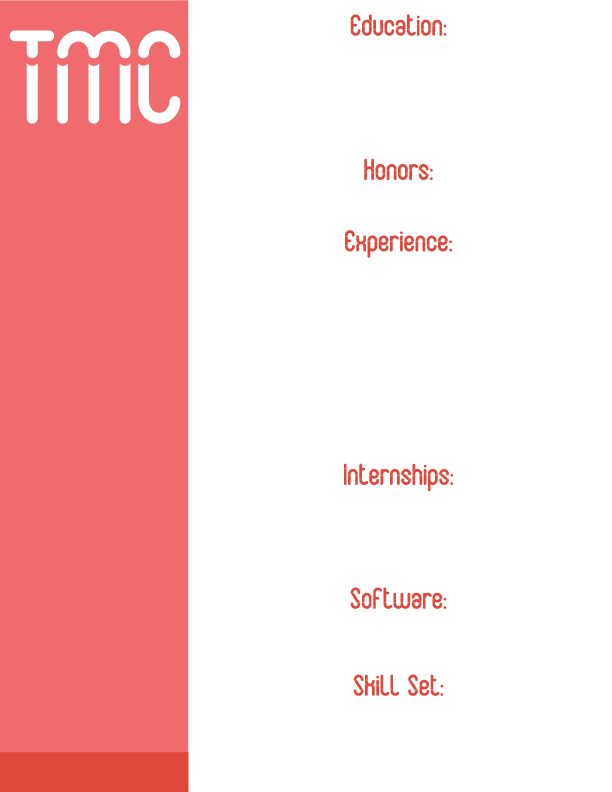 TMC
Education:
Honors:
Experience:
Internships:
Software:
Skill Set: